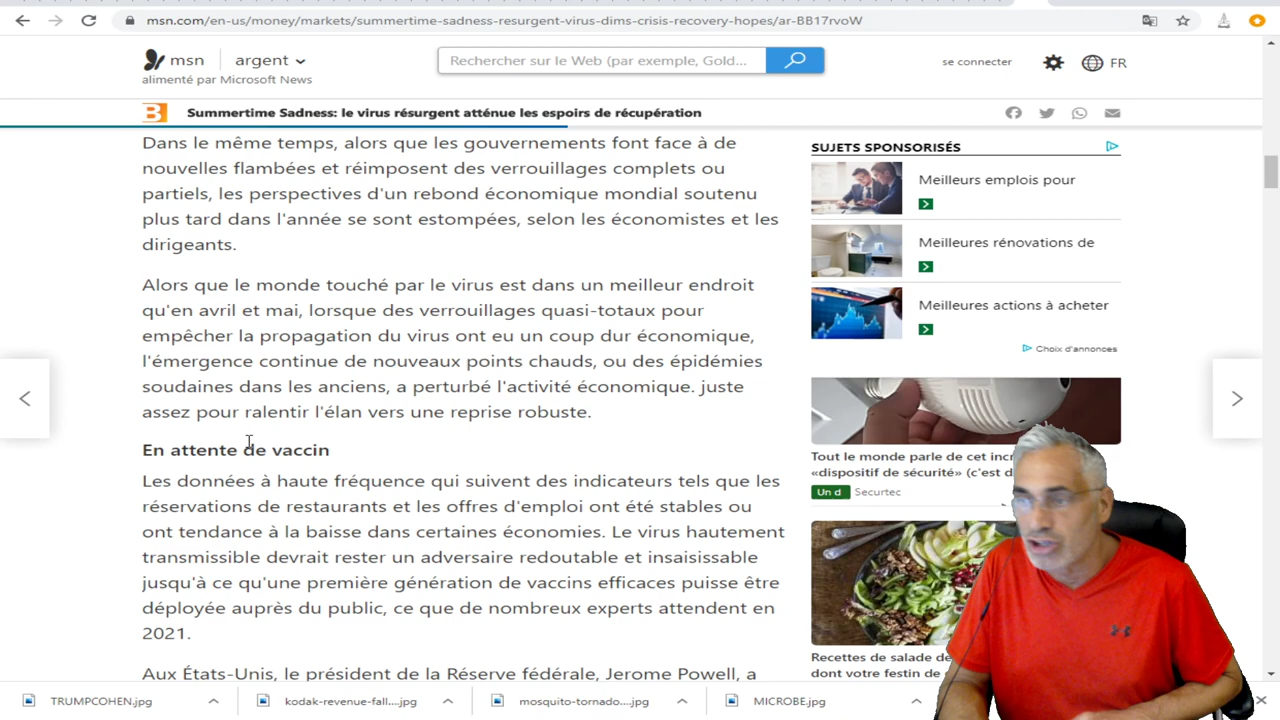 msn.com/en-us/money/markets/summertime-sadness-resurgent-virus-dims-crisis-recovery-hopes/ar-BB17rvoW
msn argent
Rechercher sur le Web (par exemple, Gold...
se connecter
FR
alimenté par Microsoft News
B Summertime Sadness: le virus résurgent atténue les espoirs de récupération
Dans le même temps, alors que les gouvernements font face à de
nouvelles flambées et réimposent des verrouillages complets ou
partiels, les perspectives d'un rebond économique mondial soutenu
plus tard dans l'année se sont estompées, selon les économistes et les
dirigeants.
Alors que le monde touché par le virus est dans un meilleur endroit
qu'en avril et mai, lorsque des verrouillages quasi-totaux pour
empêcher la propagation du virus ont eu un coup dur économique,
l'émergence continue de nouveaux points chauds, ou des épidémies
soudaines dans les anciens, a perturbé l'activité économique. juste
assez pour ralentir l'élan vers une reprise robuste.
En attente de vaccin
Les données à haute fréquence qui suivent des indicateurs tels que les
réservations de restaurants et les offres d'emploi ont été stables ou
ont tendance à la baisse dans certaines économies. Le virus hautement
transmissible devrait rester un adversaire redoutable et insaisissable
jusqu'à ce qu'une première génération de vaccins efficaces puisse être
déployée auprès du public, ce que de nombreux experts attendent en
2021.
Aux États-Unis, le président de la Réserve fédérale, Jerome Powell, a
SUJETS SPONSORISÉS
Meilleurs emplois pour
Meilleures rénovations de
Meilleures actions à acheter
Choix d'annonces
Tout le monde parle de cet
«dispositif de sécurité» (c'est
Un d Securtec
Recettes de salade
dont votre festin de
TRUMPCOHEN.jpg
kodak-revenue-fall....jpg
mosquito-tornado....jpg
MICROBE.jpg